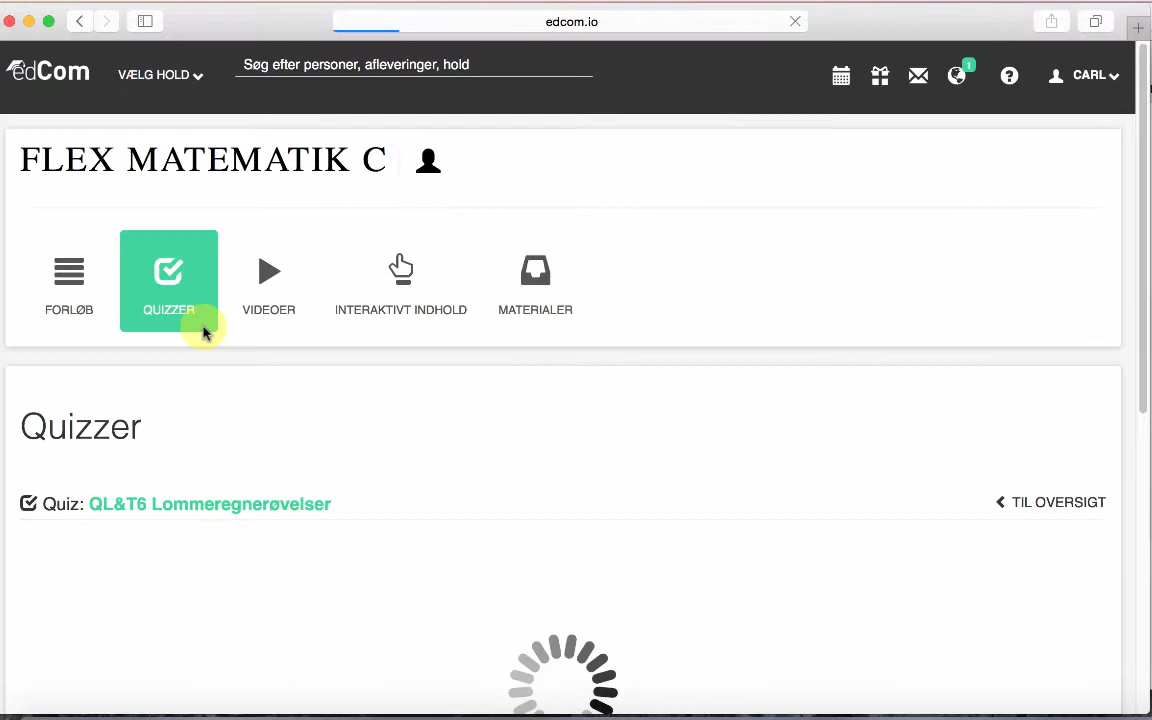 edcom.io
edCom
VÆLG HOLD
Søg efter personer, afleveringer, hold
1
?
CARL
FLEX MATEMATIK C
FORLØB
QUIZZER
VIDEOER
INTERAKTIVT INDHOLD
MATERIALER
Quizzer
Quiz: QL&T6 Lommeregnerøvelser
TIL OVERSIGT